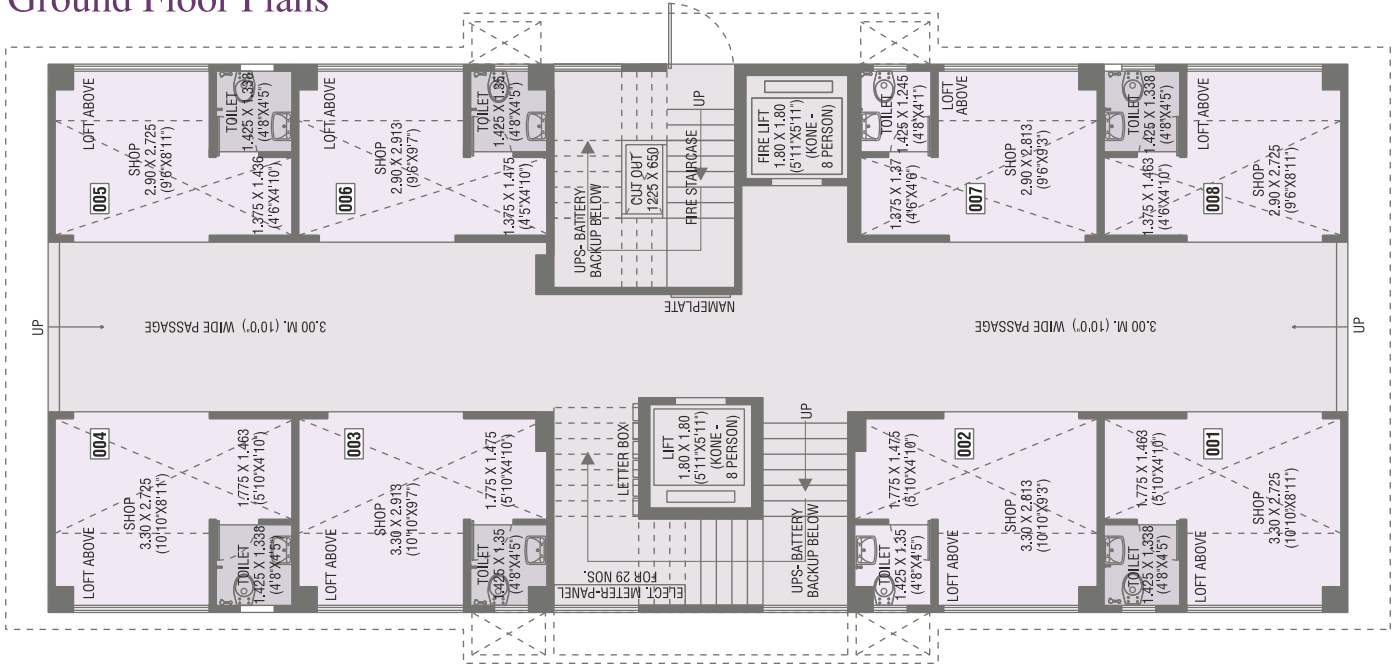 Ground Floor Plans
LOFT ABOVE
SHOP
2.90 X 2.725
(9'6"X8'11")
005
TOILET
1.425 X 1.338
(4'8"X4'5")
1.375 X 1.436
(4'6"X4'10")
LOFT ABOVE
SHOP
2.90 X 2.913
(9'6"X9'7")
006
TOILET
1.425 X 1.35
(4'8"X4'5")
1.375 X 1.475
(4'5"X4'10")
UPS- BATTERY
BACKUP BELOW
CUT OUT
1225 X 650
FIRE STAIRCASE
UP
FIRE LIFT
1.80 X 1.80
(5'11"X5'11")
(KONE -
8 PERSON)
TOILET
1.425 X 1.245
(4'8"X4'1")
1.375 X 1.37
(4'6"X4'6")
LOFT
ABOVE
007
SHOP
2.90 X 2.813
(9'6"X9'3")
TOILET
1.425 X 1.338
(4'8"X4'5")
1.375 X 1.463
(4'6"X4'10")
LOFT ABOVE
008
SHOP
2.90 X 2.725
(9'6"X8'11")
UP
3.00 M. (10'0") WIDE PASSAGE
NAMEPLATE
3.00 M. (10'0") WIDE PASSAGE
UP
004
LOFT ABOVE
SHOP
3.30 X 2.725
(10'10"X8'11")
1.775 X 1.463
(5'10"X4'10")
TOILET
1.425 X 1.338
(4'8"X4'5")
003
LOFT ABOVE
SHOP
3.30 X 2.913
(10'10"X9'7")
1.775 X 1.475
(5'10"X4'10")
TOILET
1.425 X 1.35
(4'8"X4'5")
LETTER BOX
ELECT. METER-PANEL
FOR 29 NOS.
LIFT
1.80 X 1.80
(5'11"X5'11")
(KONE -
8 PERSON)
UP
UPS- BATTERY
BACKUP BELOW
1.775 X 1.475
(5'10"X4'10")
TOILET
1.425 X 1.35
(4'8"X4'5")
002
LOFT ABOVE
SHOP
3.30 X 2.813
(10'10"X9'3")
1.775 X 1.463
(5'10"X4'10")
TOILET
1.425 X 1.338
(4'8"X4'5")
001
LOFT ABOVE
SHOP
3.30 X 2.725
(10'10"X8'11")